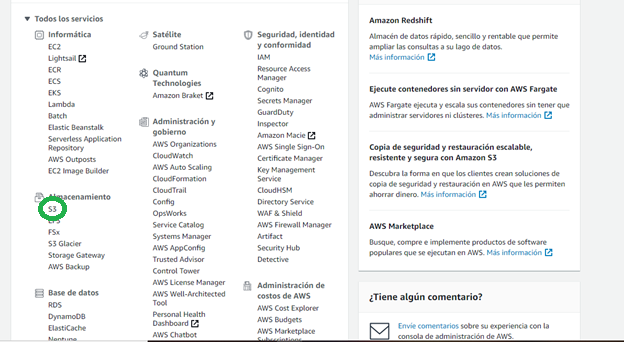 Todos los servicios
Informática
EC2
Lightsail
ECR
ECS
EKS
Lambda
Batch
Elastic Beanstalk
Serverless Application
Repository
AWS Outposts
EC2 Image Builder
Almacenamiento
S3
EFS
FSx
S3 Glacier
Storage Gateway
AWS Backup
Base de datos
RDS
DynamoDB
ElastiCache
Neptune
Satélite
Ground Station
Quantum
Technologies
Amazon Braket
Administración y
gobierno
AWS Organizations
CloudWatch
AWS Auto Scaling
CloudFormation
CloudTrail
Config
OpsWorks
Service Catalog
Systems Manager
AWS AppConfig
Trusted Advisor
Control Tower
AWS License Manager
AWS Well-Architected
Tool
Personal Health
Dashboard
AWS Chatbot
Seguridad, identidad
y conformidad
IAM
Resource Access
Manager
Cognito
Secrets Manager
GuardDuty
Inspector
Amazon Macie
AWS Single Sign-On
Certificate Manager
Key Management
Service
CloudHSM
Directory Service
WAF & Shield
AWS Firewall Manager
Artifact
Security Hub
Detective
Administración de
costos de AWS
AWS Cost Explorer
AWS Budgets
AWS Marketplace
Subscriptions
Amazon Redshift
Almacén de datos rápido, sencillo y rentable que permite
ampliar las consultas a su lago de datos.
Más información
Ejecute contenedores sin servidor con AWS Fargate
AWS Fargate ejecuta y escala sus contenedores sin tener que
administrar servidores ni clústeres. Más información
Copia de seguridad y restauración escalable,
resistente y segura con Amazon S3
Descubra la forma en que los clientes crean soluciones de
copia de seguridad y restauración en AWS que les permiten
ahorrar dinero. Más información
AWS Marketplace
Busque, compre e implemente productos de software
populares que se ejecutan en AWS. Más información
¿Tiene algún comentario?
Envíe comentarios sobre su experiencia con la
consola de administración de AWS.